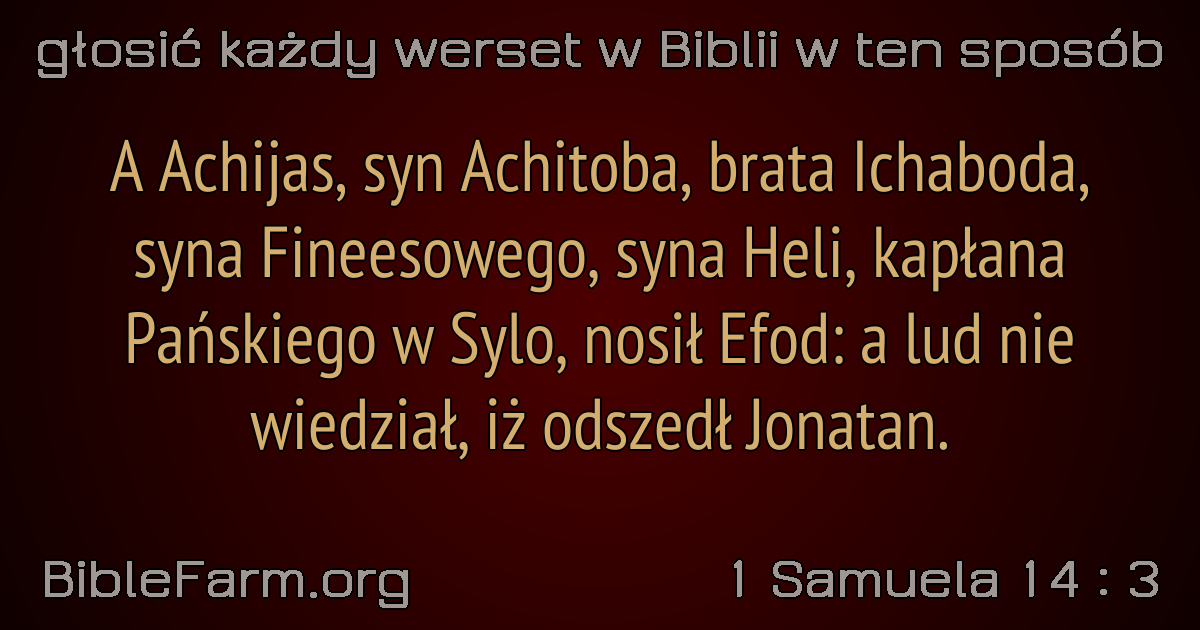 głosić każdy werset w Biblii w ten sposób
A Achijas, syn Achitoba, brata Ichaboda,
syna Fineesowego, syna Heli, kapłana
Pańskiego w Sylo, nosił Efod: a lud nie
wiedział, iż odszedł Jonatan.
BibleFarm.org
1 Samuela 14 : 3